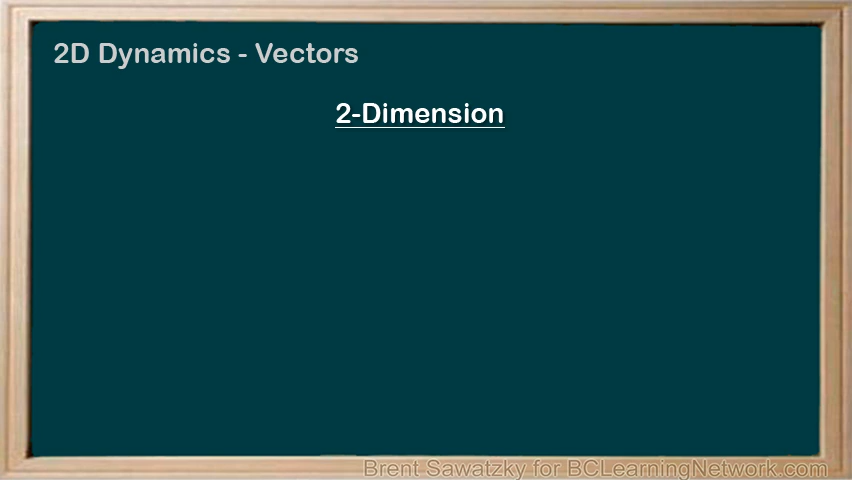 2D Dynamics - Vectors
2-Dimension
Brent Sawatzky for BCLearningNetwork.com